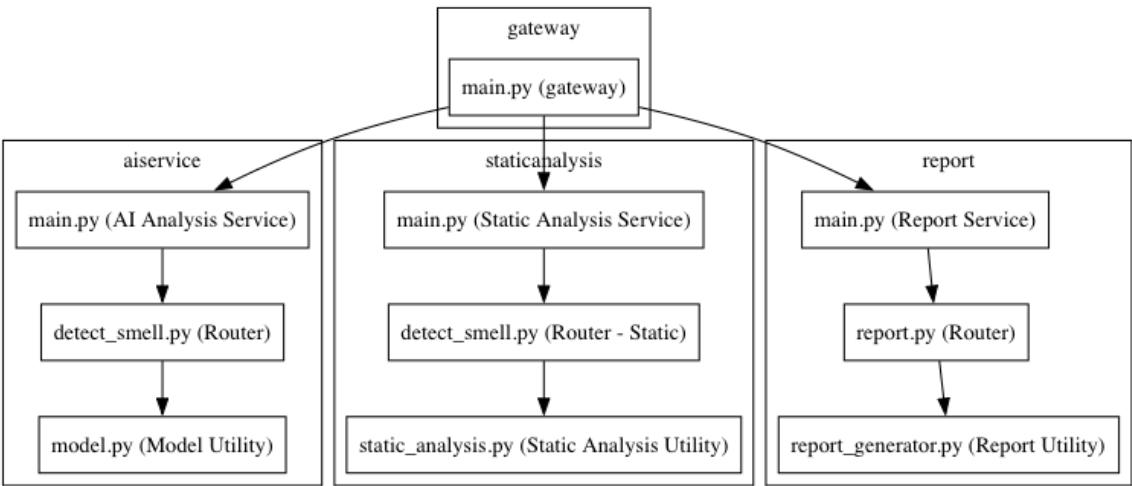 gateway
main.py (gateway)
aiservice
staticanalysis
report
main.py (AI Analysis Service)
main.py (Static Analysis Service)
main.py (Report Service)
detect_smell.py (Router)
detect_smell.py (Router - Static)
report.py (Router)
model.py (Model Utility)
static_analysis.py (Static Analysis Utility)
report_generator.py (Report Utility)